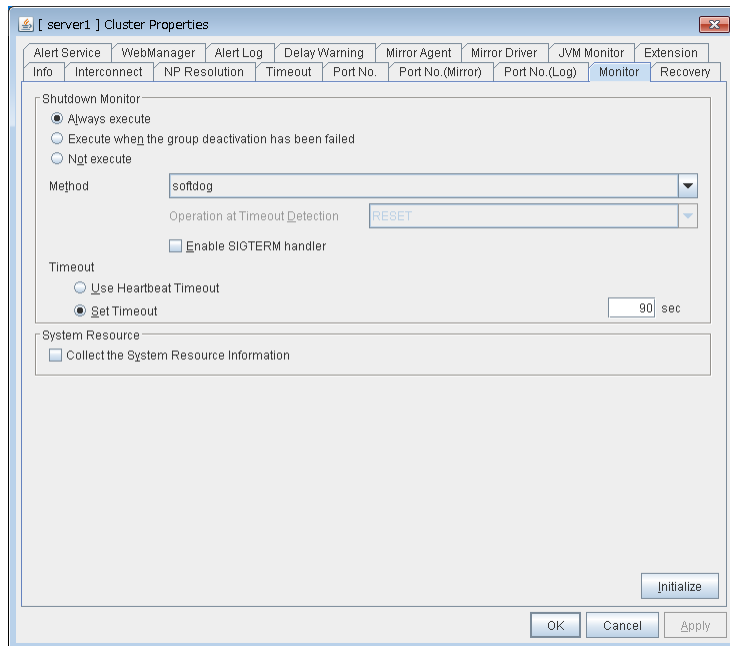 [ server1 ] Cluster Properties
Alert Service WebManager Alert Log Delay Warning Mirror Agent Mirror Driver JVM Monitor Extension
Info Interconnect NP Resolution Timeout Port No. Port No.(Mirror) Port No.(Log) Monitor Recovery
Shutdown Monitor
Always execute
Execute when the group deactivation has been failed
Not execute
Method softdog
Operation at Timeout Detection RESET
Enable SIGTERM handler
Timeout
Use Heartbeat Timeout
Set Timeout 90 sec
System Resource
Collect the System Resource Information
Initialize
OK Cancel Apply